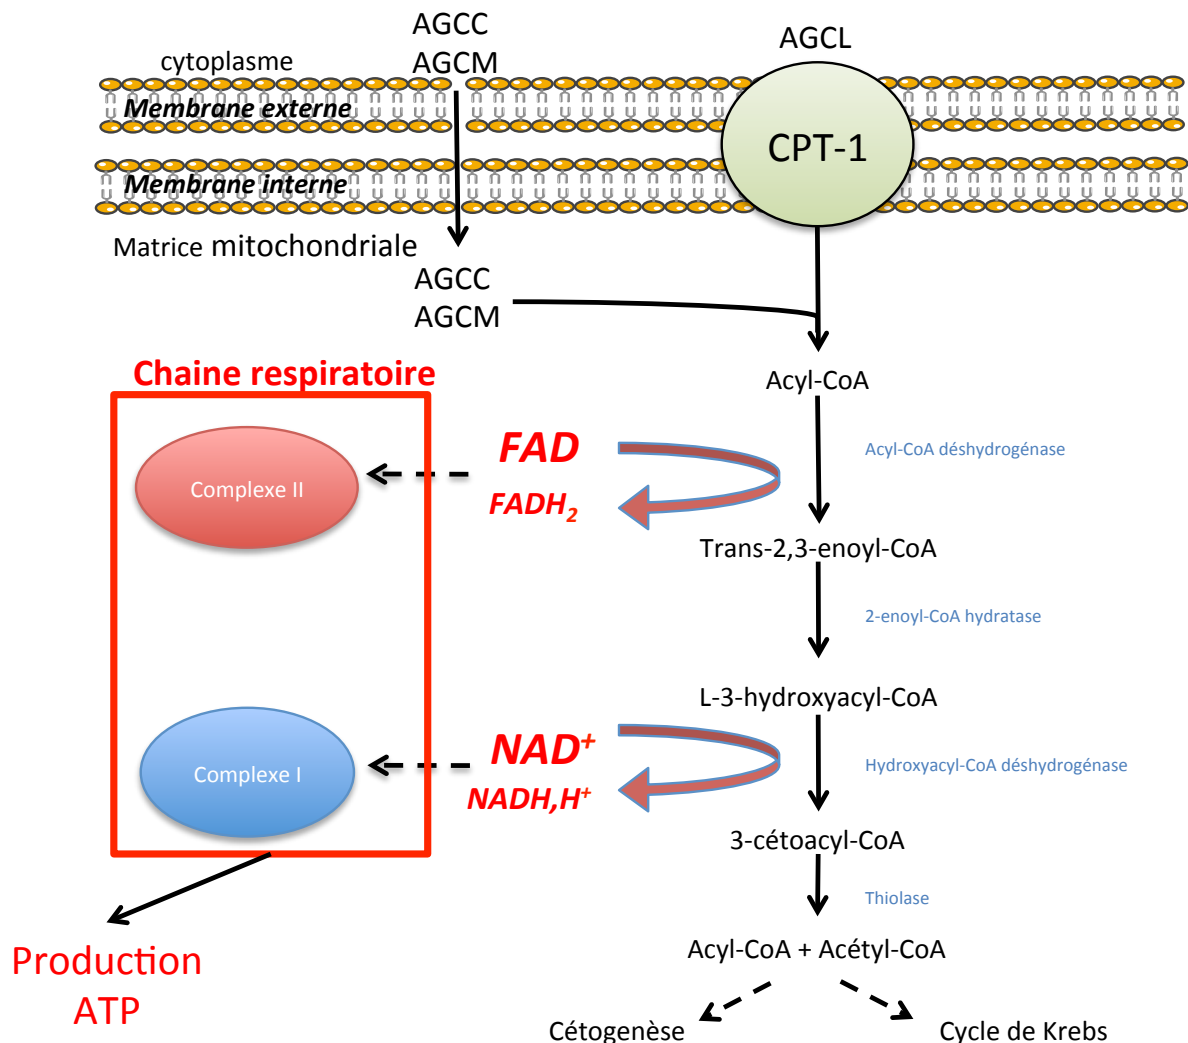 AGCC
AGCM
AGCL
cytoplasme
Membrane externe
CPT-1
Membrane interne
Matrice mitochondriale
AGCC
AGCM
Chaine respiratoire
Acyl-CoA
FAD
Acyl-CoA déshydrogénase
Complexe II
FADH2
Trans-2,3-enoyl-CoA
2-enoyl-CoA hydratase
L-3-hydroxyacyl-CoA
NAD+
Complexe I
Hydroxyacyl-CoA déshydrogénase
NADH,H+
3-cétoacyl-CoA
Thiolase
Acyl-CoA + Acétyl-CoA
Production
ATP
Cétogenèse
Cycle de Krebs